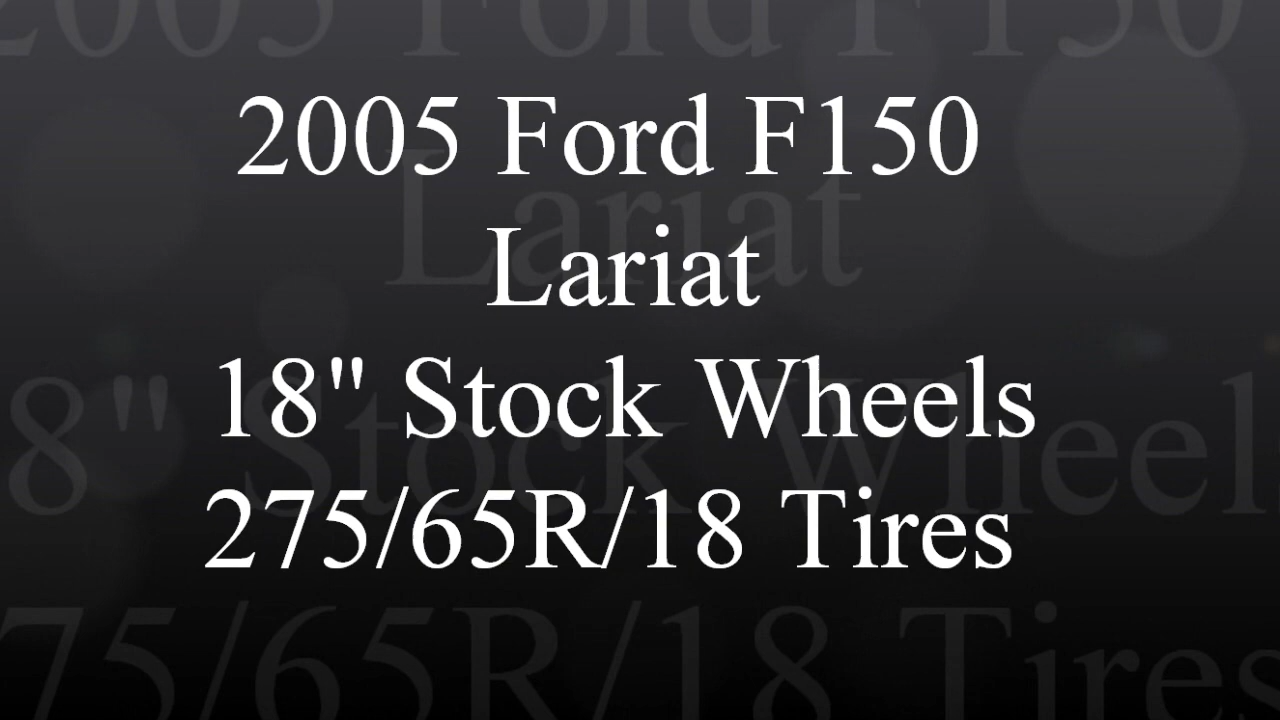 2005 Ford F150
Lariat
18" Stock Wheels
275/65R/18 Tires